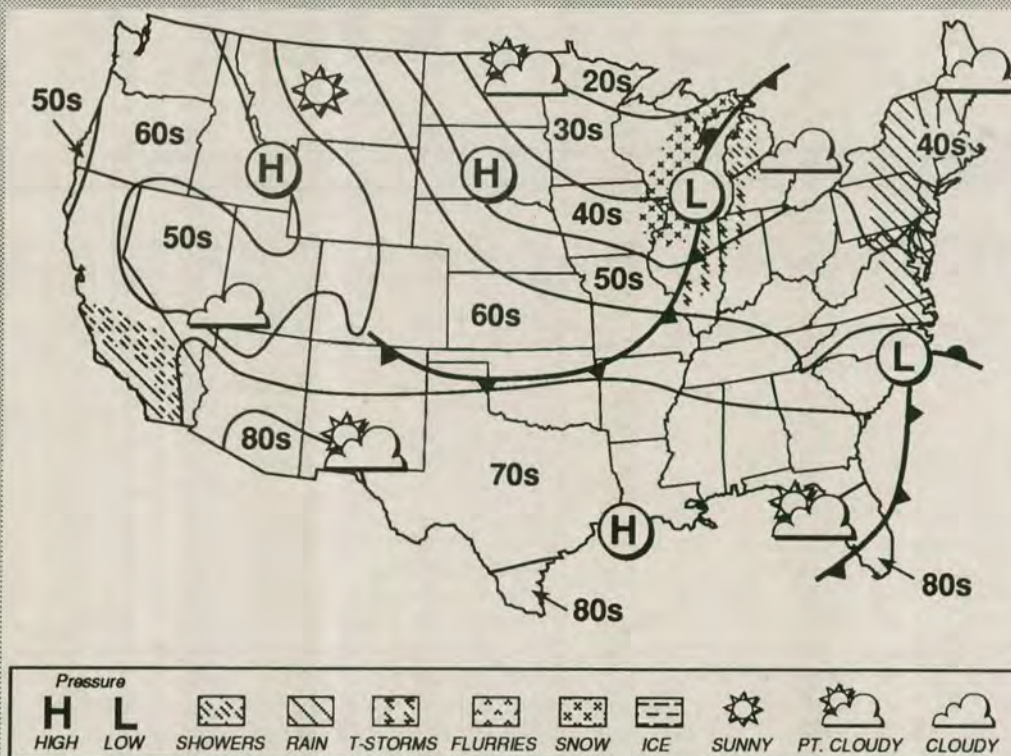 20s
50s
60s
30s
40s
H
H
40s
L
50s
50s
60s
L
80s
70s
H
80s
80s
Pressure
H L
HIGH LOW SHOWERS RAIN T-STORMS FLURRIES SNOW ICE SUNNY PT. CLOUDY CLOUDY